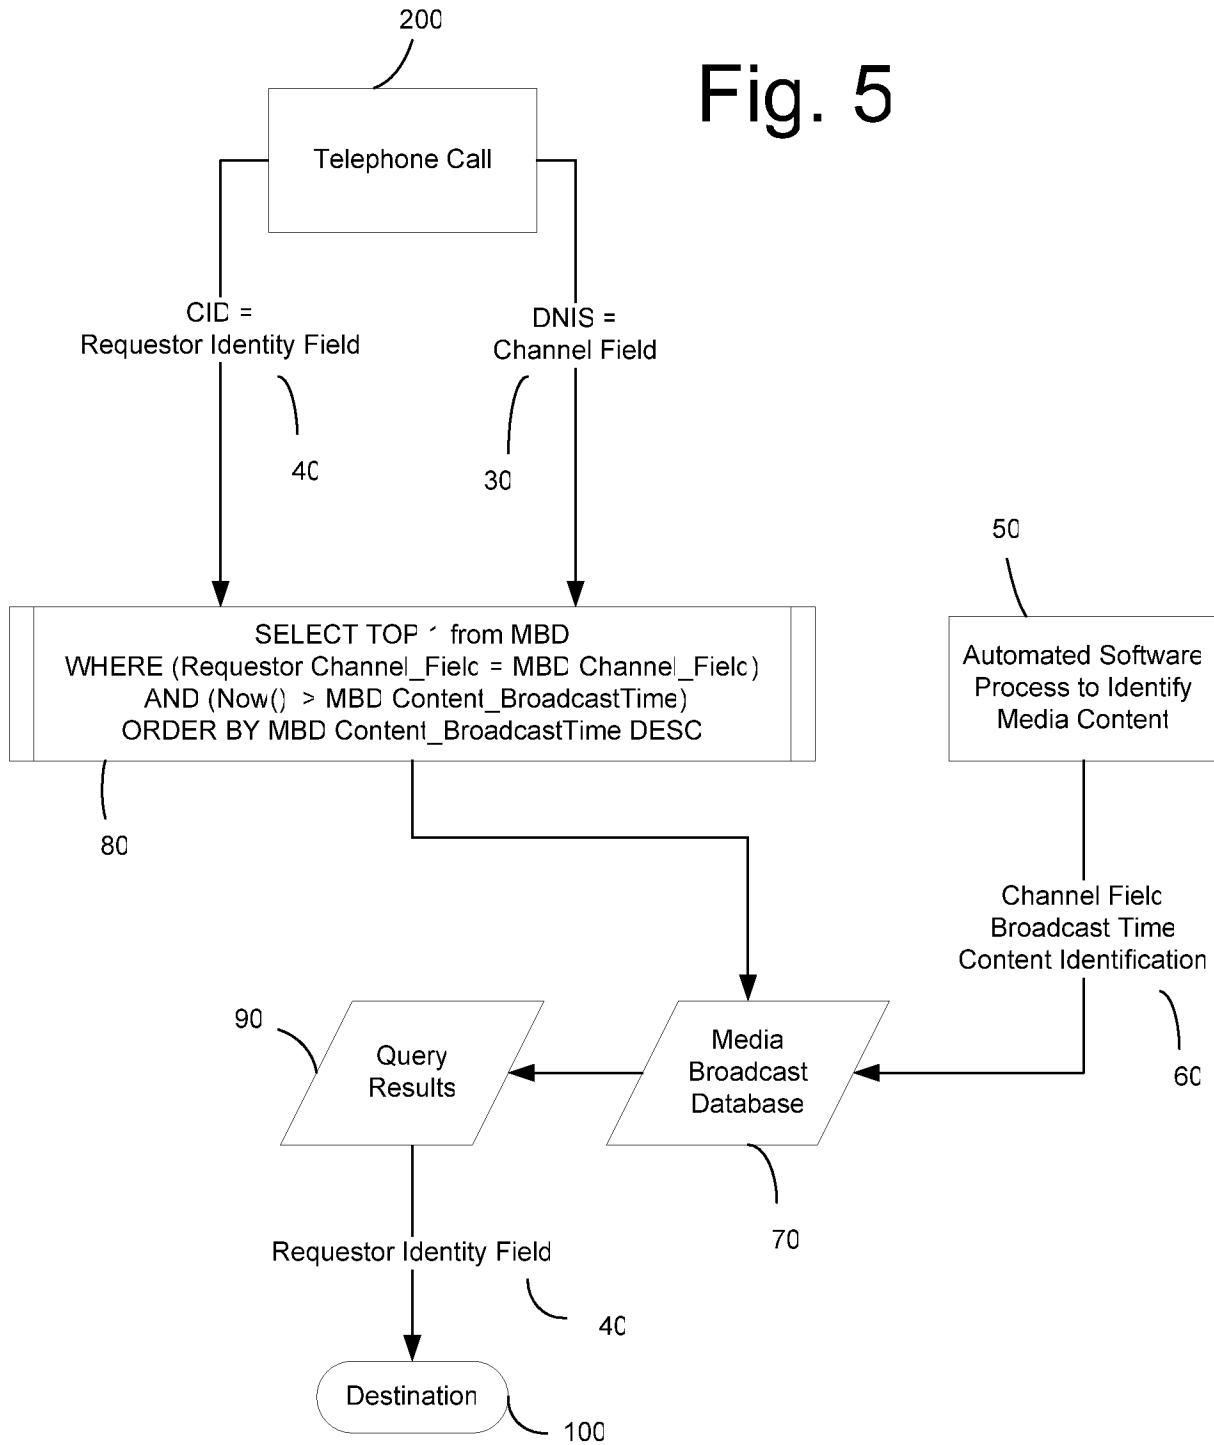 200
Fig. 5
Telephone Call
CID =
Requestor Identity Field
DNIS =
Channel Field
40
30
50
SELECT TOP 1 from MBD
WHERE (Requestor Channel_Field = MBD Channel_Field)
AND (Now() > MBD Content_BroadcastTime)
ORDER BY MBD Content_BroadcastTime DESC
Automated Software
Process to Identify
Media Content
80
Channel Field
Broadcast Time
Content Identification
90
Query
Results
Media
Broadcast
Database
60
70
Requestor Identity Field
40
Destination
100